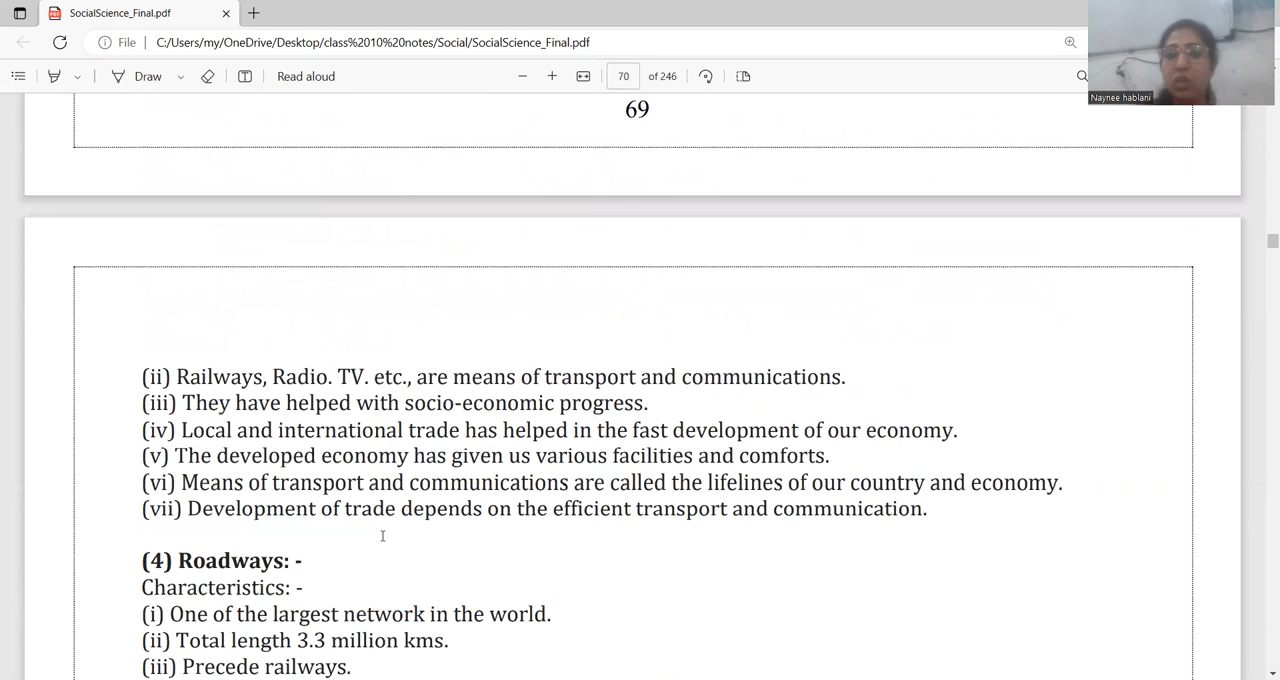 SocialScience_Final.pdf
File
C:/Users/my/OneDrive/Desktop/class%2010%20notes/Social/SocialScience_Final.pdf
Draw
Read aloud
70 of 246
Naynee hablani
69
(ii) Railways, Radio. TV. etc., are means of transport and communications.
(iii) They have helped with socio-economic progress.
(iv) Local and international trade has helped in the fast development of our economy.
(v) The developed economy has given us various facilities and comforts.
(vi) Means of transport and communications are called the lifelines of our country and economy.
(vii) Development of trade depends on the efficient transport and communication.
(4) Roadways: -
Characteristics: -
(i) One of the largest network in the world.
(ii) Total length 3.3 million kms.
(iii) Precede railways.